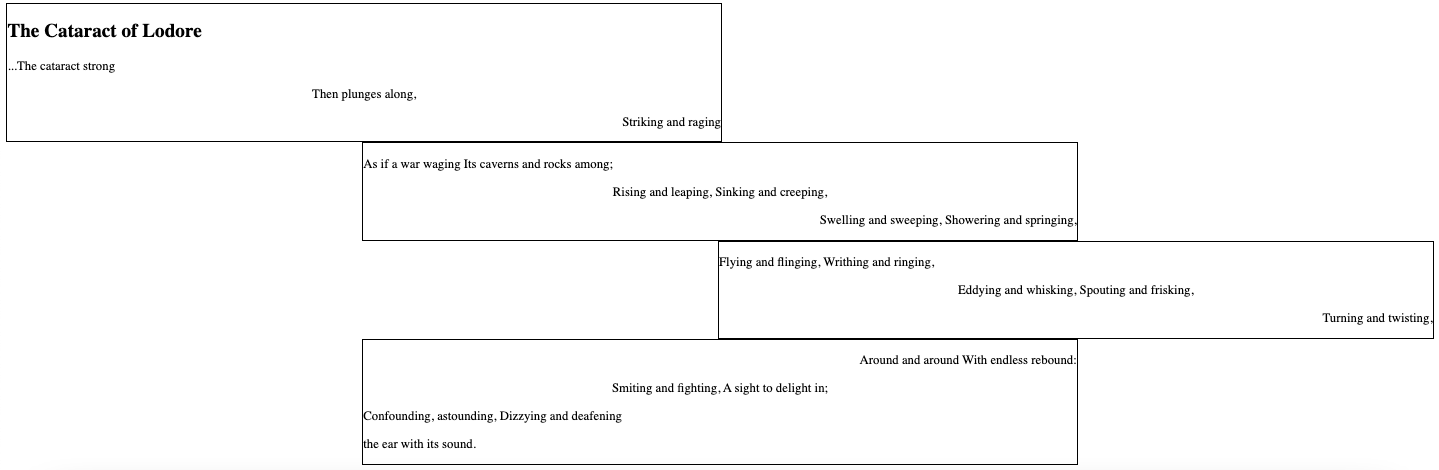 The Cataract of Lodore
...The cataract strong
Then plunges along,
Striking and raging
As if a war waging Its caverns and rocks among;
Rising and leaping, Sinking and creeping,
Swelling and sweeping, Showering and springing,
Flying and flinging, Writhing and ringing,
Eddying and whisking, Spouting and frisking,
Turning and twisting,
Around and around With endless rebound:
Smiting and fighting, A sight to delight in;
Confounding, astounding, Dizzying and deafening
the ear with its sound.